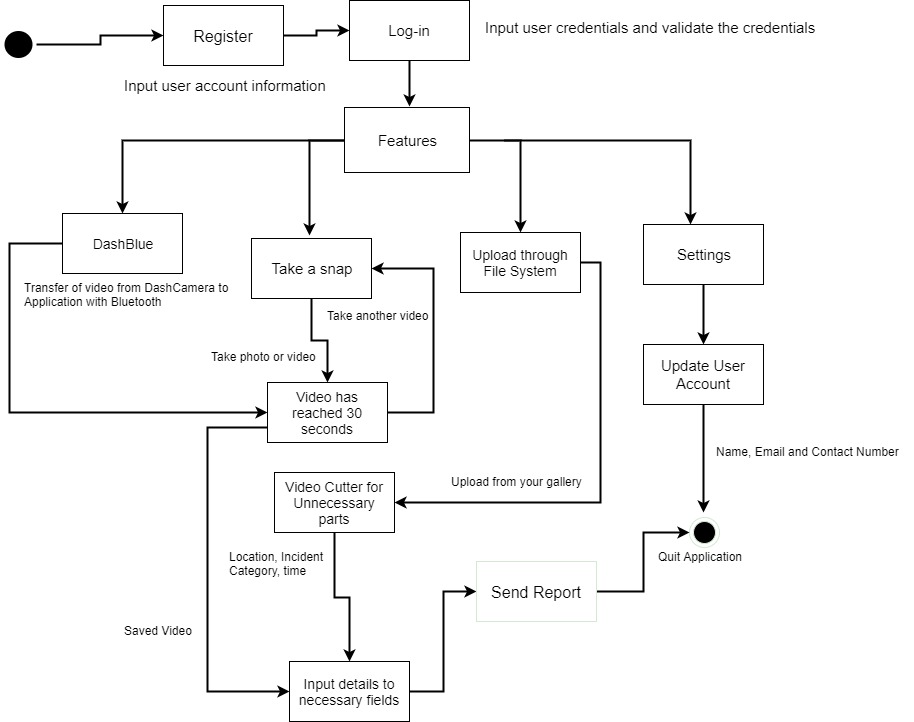 Register
Log-in
Input user credentials and validate the credentials
Input user account information
Features
DashBlue
Take a snap
Upload through
File System
Settings
Transfer of video from DashCamera to
Application with Bluetooth
Take another video
Take photo or video
Update User
Account
Video has
reached 30
seconds
Name, Email and Contact Number
Video Cutter for
Unnecessary
parts
Upload from your gallery
Location, Incident
Category, time
Quit Application
Send Report
Saved Video
Input details to
necessary fields